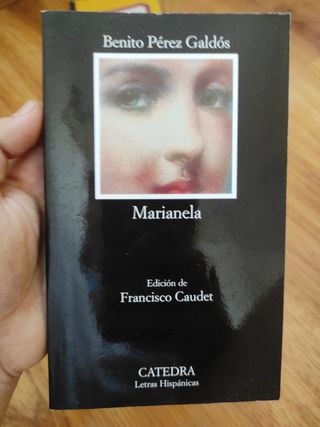 Benito Pérez Galdós
Marianela
Edición de
Francisco Caudet
CATEDRA
Letras Hispánicas